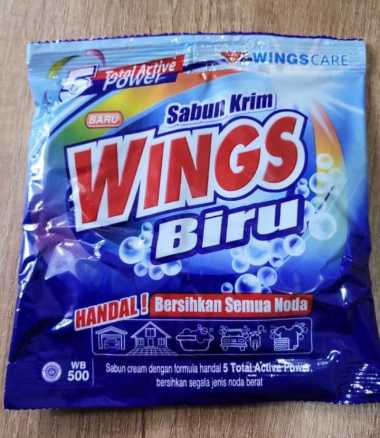 5 Total Active
Power
WINGSCARE
Sabun Krim
BARU
WINGS
Biru
HANDAL! Bersihkan Semua Noda
WB
500
Sabun cream dengan formula handal 5 Total Active Power
bersihkan segala jenis noda berat